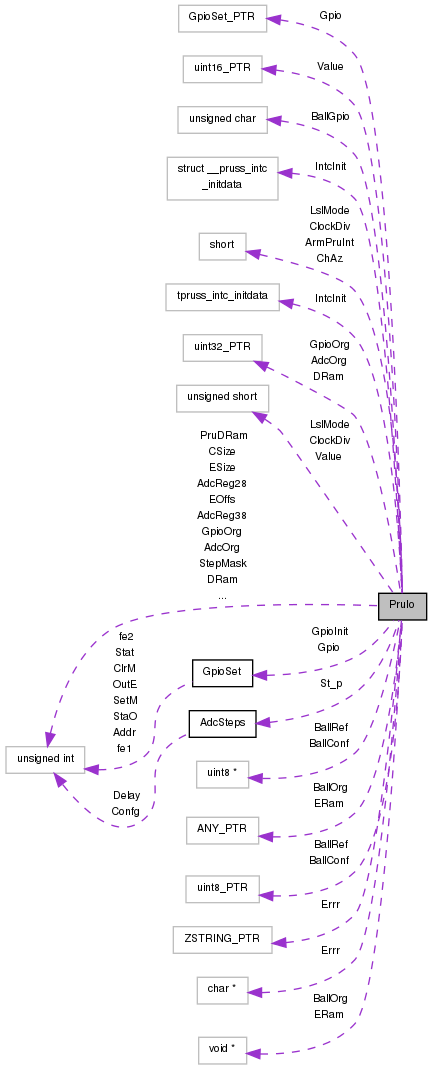 GpioSet_PTR
Gpio
uint16_PTR
Value
unsigned char
BallGpio
struct __pruss_intc
_initdata
IntcInit
short
LslMode
ClockDiv
ArmPruInt
ChAz
tpruss_intc_initdata
IntcInit
uint32_PTR
GpioOrg
AdcOrg
DRam
unsigned short
LslMode
ClockDiv
Value
PruDRam
CSize
ESize
AdcReg28
EOffs
AdcReg38
GpioOrg
AdcOrg
StepMask
DRam
...
PruIo
fe2
Stat
ClrM
OutE
SetM
StaO
Addr
fe1
GpioSet
GpioInit
Gpio
AdcSteps
St_p
unsigned int
Delay
Confg
uint8 *
BallRef
BallConf
ANY_PTR
BallOrg
ERam
uint8_PTR
BallRef
BallConf
ZSTRING_PTR
Errr
char *
Errr
void *
BallOrg
ERam